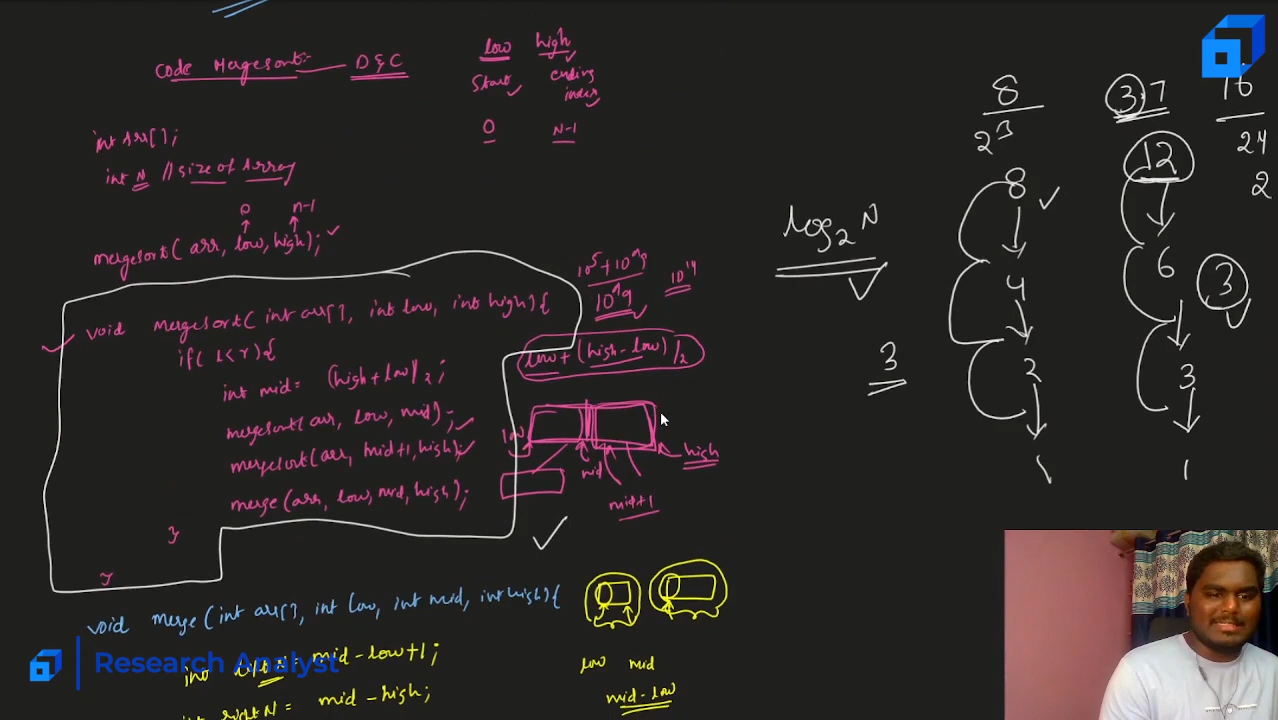 Code Mergesort:- D&C
low high
Start ending
index
0 N-1
int Arr[];
int N // size of Array
0 n-1
mergesort( arr, low, high);
void mergesort( int arr[], int low, int high){
if( l<r){
int mid= (high+low)/2;
mergesort(arr, low, mid);
mergesort(arr, mid+1, high);
merge(arr, low, mid, high);
}
}
10^5+10^9
10^9
10^14
low+(high-low)/2
low mid high
mid+1
void merge(int arr[], int low, int mid, int high){
mid-low+1;
int rightN= mid-high;
low mid
mid-low
log2N
3
8
2^3
8
4
2
1
3.7
12
6
3
1
16
2^4
2
3
Research Analyst